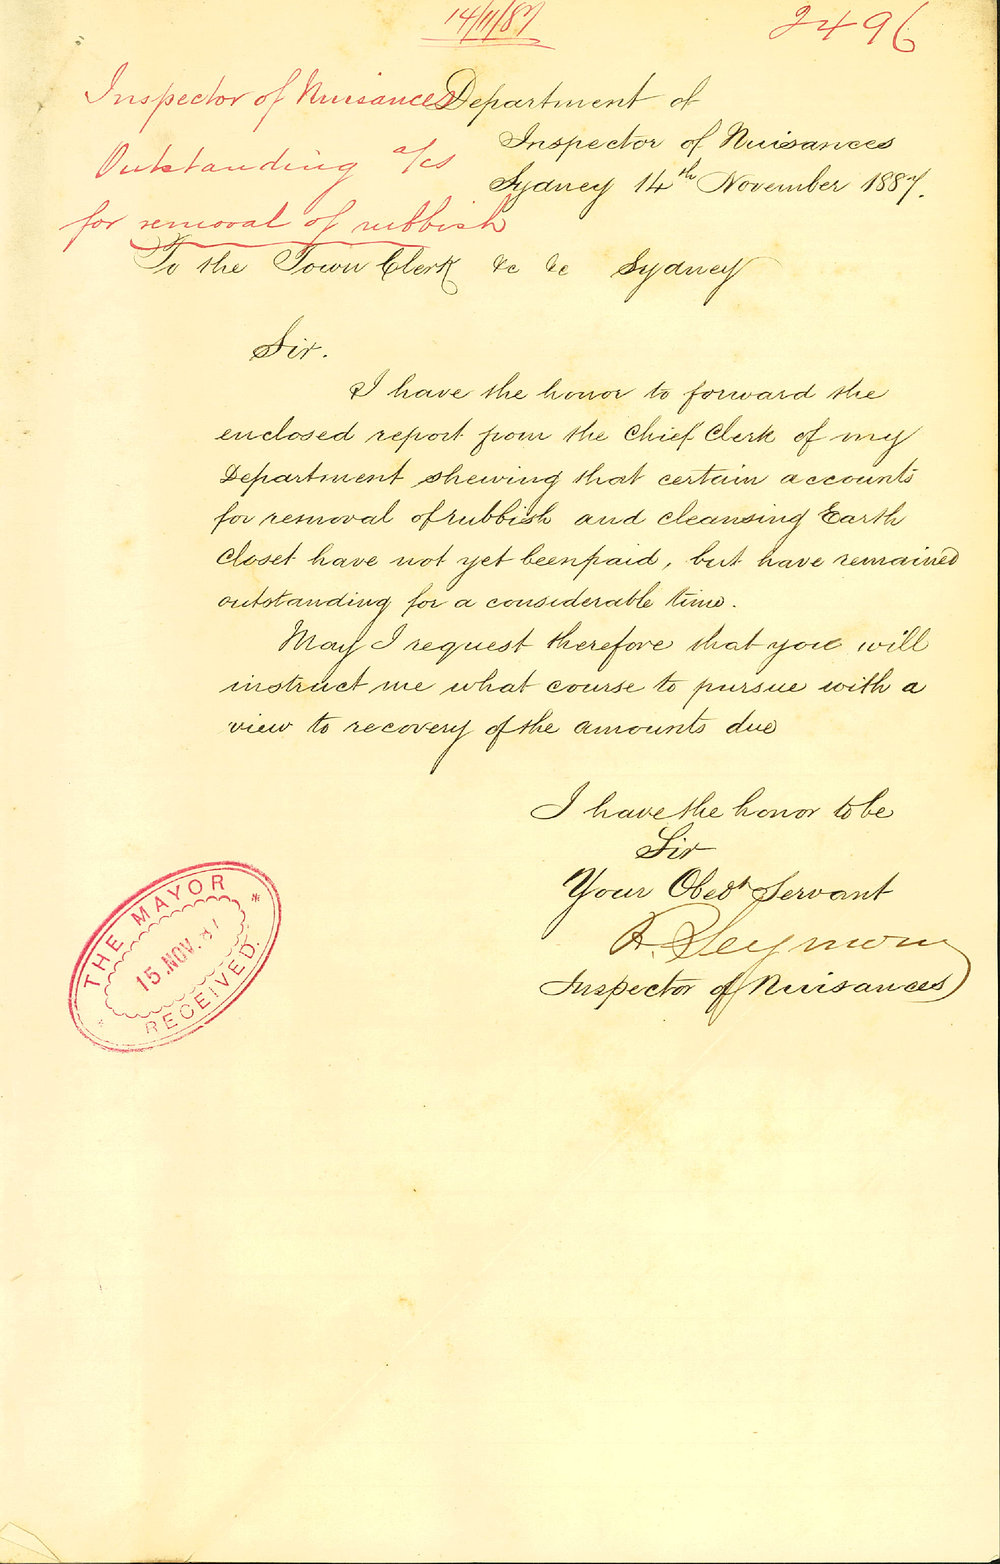 14/11/87
2496
Inspector of Nuisances
Outstanding a/cs
for removal of rubbish
Department of
Inspector of Nuisances
Sydney 14th November 1887.
To the Town Clerk &c &c Sydney
Sir.
I have the honor to forward the
enclosed report from the Chief Clerk of my
Department shewing that certain accounts
for removal of rubbish and cleansing Earth
Closet have not yet been paid, but have remained
outstanding for a considerable time.
May I request therefore that you will
instruct me what course to pursue with a
view to recovery of the amounts due
I have the honor to be
Sir
Your Obedt Servant
R. Seymour
Inspector of Nuisances
THE MAYOR
15.NOV.87
RECEIVED.